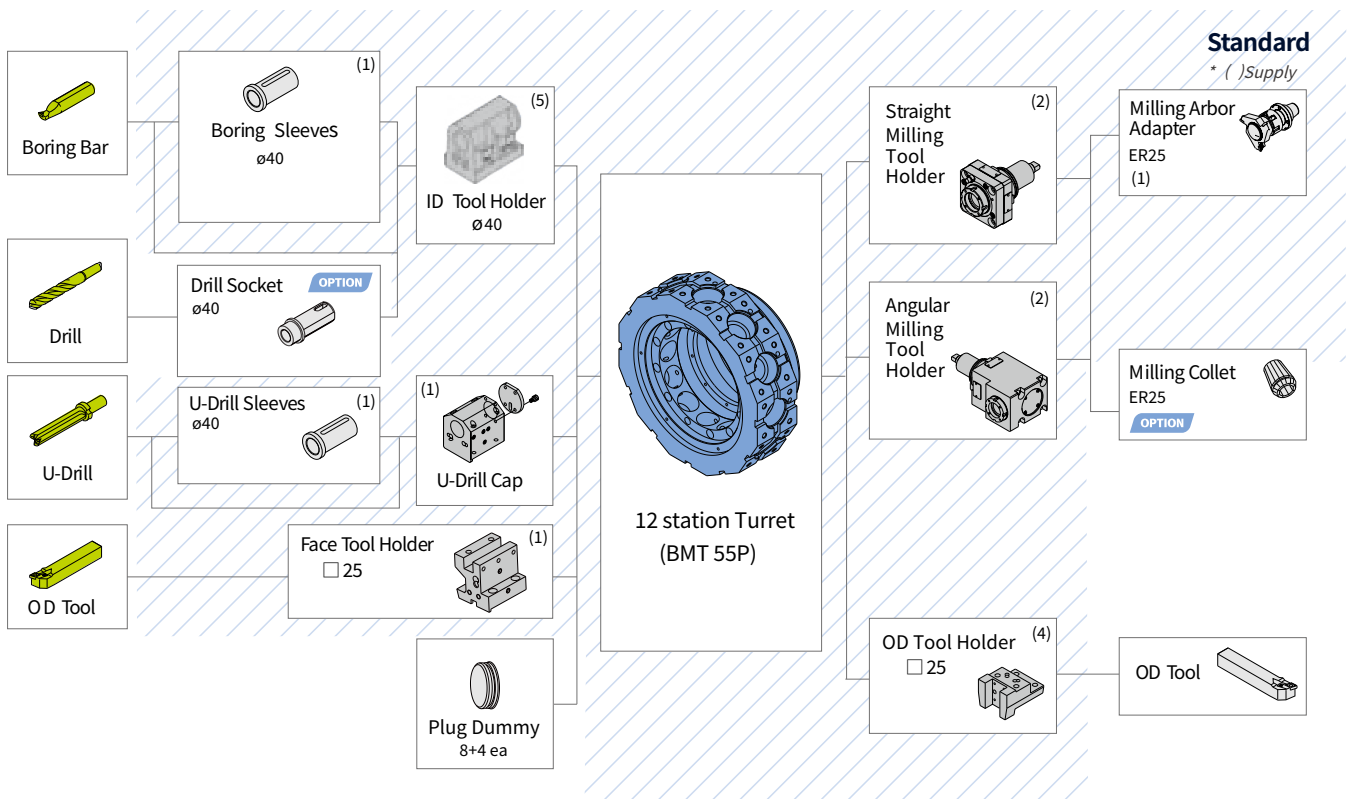 Standard
* ( )Supply
Boring Bar
(1)
Boring Sleeves
ø40
(5)
ID Tool Holder
ø40
Drill
Drill Socket
OPTION
ø40
U-Drill
U-Drill Sleeves
(1)
ø40
(1)
U-Drill Cap
OD Tool
Face Tool Holder
(1)
□ 25
Plug Dummy
8+4 ea
12 station Turret
(BMT 55P)
(2)
Straight
Milling
Tool
Holder
(2)
Angular
Milling
Tool
Holder
OD Tool Holder
(4)
□ 25
Milling Arbor
Adapter
ER25
(1)
Milling Collet
ER25
OPTION
OD Tool